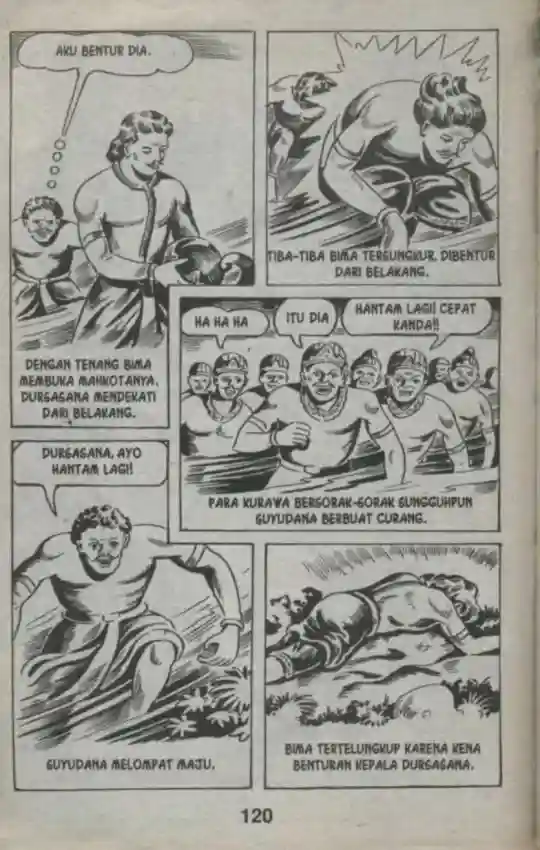 AKU BENTUR DIA.
DENGAN TENANG BIMA
MEMBUKA MAHKOTANYA,
DURSASANA MENDEKATI
DARI BELAKANG.
TIBA-TIBA BIMA TERSUNGKUR, DIBENTUR
DARI BELAKANG.
HA HA HA
ITU DIA
HANTAM LAGI! CEPAT
KANDA!!
PARA KURAWA BERSORAK-SORAK SUNGGUHPUN
SUYUDANA BERBUAT CURANG.
DURSASANA, AYO
HANTAM LAGI!
SUYUDANA MELOMPAT MAJU.
BIMA TERTELUNGKUP KARENA KENA
BENTURAN KEPALA DURSASANA.
120